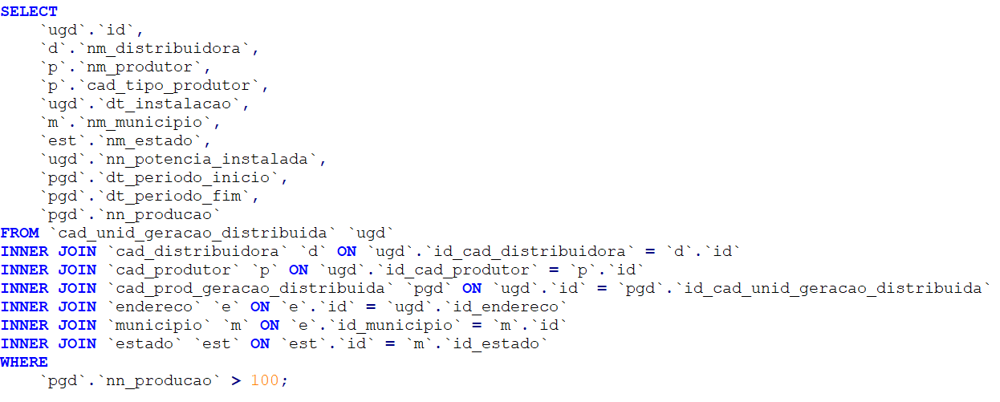 SELECT
    `ugd`.`id`,
    `d`.`nm_distribuidora`,
    `p`.`nm_produtor`,
    `p`.`cad_tipo_produtor`,
    `ugd`.`dt_instalacao`,
    `m`.`nm_municipio`,
    `est`.`nm_estado`,
    `ugd`.`nn_potencia_instalada`,
    `pgd`.`dt_periodo_inicio`,
    `pgd`.`dt_periodo_fim`,
    `pgd`.`nn_producao`
FROM `cad_unid_geracao_distribuida` `ugd`
INNER JOIN `cad_distribuidora` `d` ON `ugd`.`id_cad_distribuidora` = `d`.`id`
INNER JOIN `cad_produtor` `p` ON `ugd`.`id_cad_produtor` = `p`.`id`
INNER JOIN `cad_prod_geracao_distribuida` `pgd` ON `ugd`.`id` = `pgd`.`id_cad_unid_geracao_distribuida`
INNER JOIN `endereco` `e` ON `e`.`id` = `ugd`.`id_endereco`
INNER JOIN `municipio` `m` ON `e`.`id_municipio` = `m`.`id`
INNER JOIN `estado` `est` ON `est`.`id` = `m`.`id_estado`
WHERE
    `pgd`.`nn_producao` > 100;